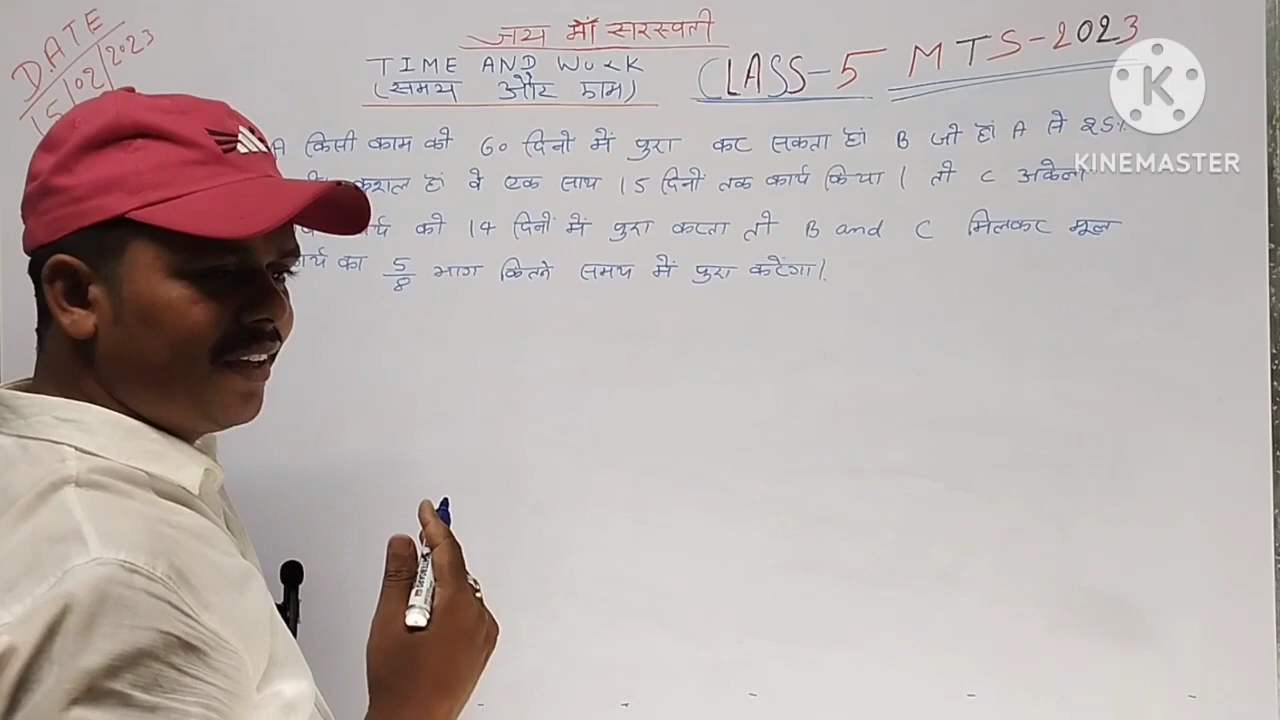 जय माँ सरस्वती
DATE
15/02/2023
TIME AND WORK
(समय और काम)
CLASS-5 MTS-2023
A किसी काम को 60 दिनों में पुरा कर सकता हां B जो हां A से 25%
कुशल हां वे एक साथ 15 दिनों तक कार्य किया। तो C अकेला
कार्य को 14 दिनों में पुरा करता तो B and C मिलकर मूल
कार्य का 5/8 भाग कितने समय में पुरा करेंगा।
KINEMASTER